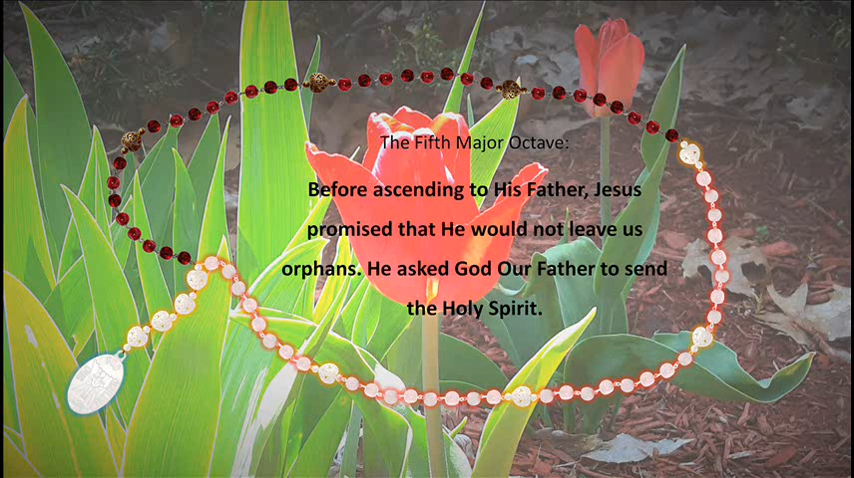 The Fifth Major Octave:
Before ascending to His Father, Jesus
promised that He would not leave us
orphans. He asked God Our Father to send
the Holy Spirit.